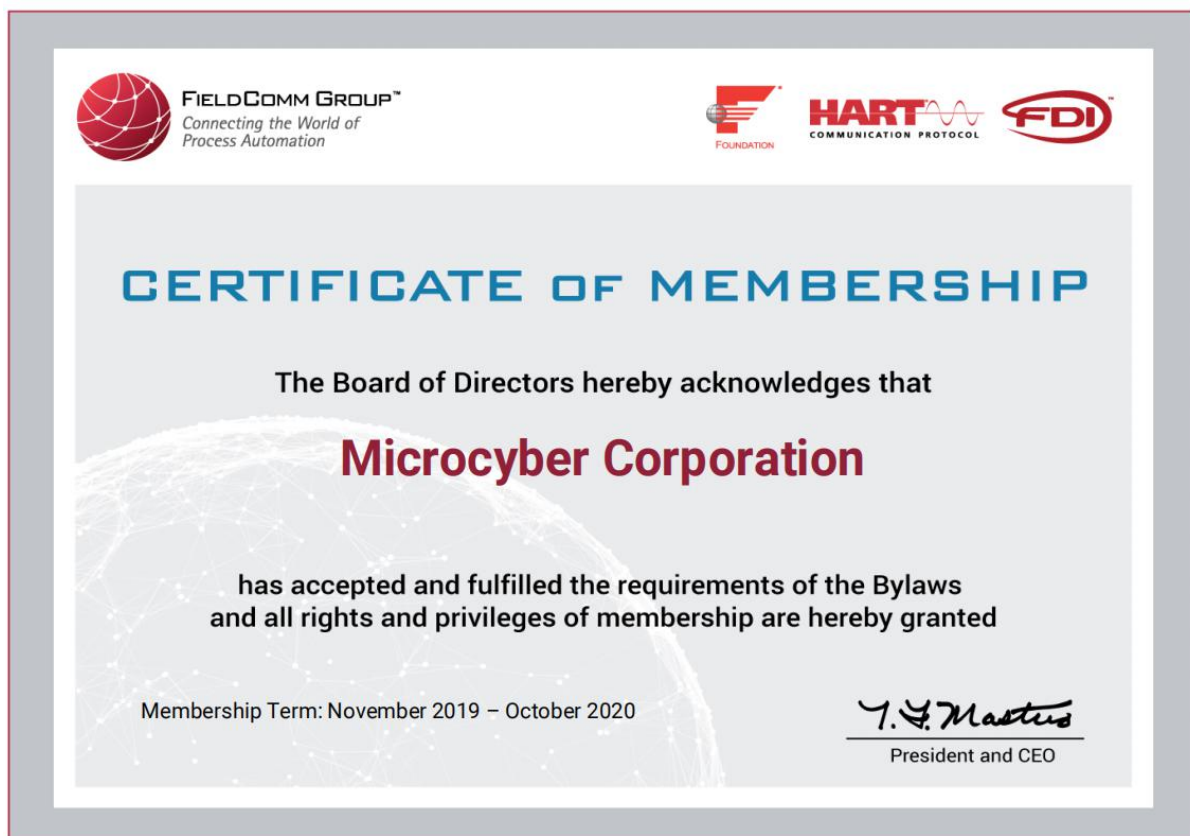 FIELDCOMM GROUP™
Connecting the World of
Process Automation
FOUNDATION
HART
COMMUNICATION PROTOCOL
FDI™
CERTIFICATE OF MEMBERSHIP
The Board of Directors hereby acknowledges that
Microcyber Corporation
has accepted and fulfilled the requirements of the Bylaws
and all rights and privileges of membership are hereby granted
Membership Term: November 2019 – October 2020
T.G. Masters
President and CEO